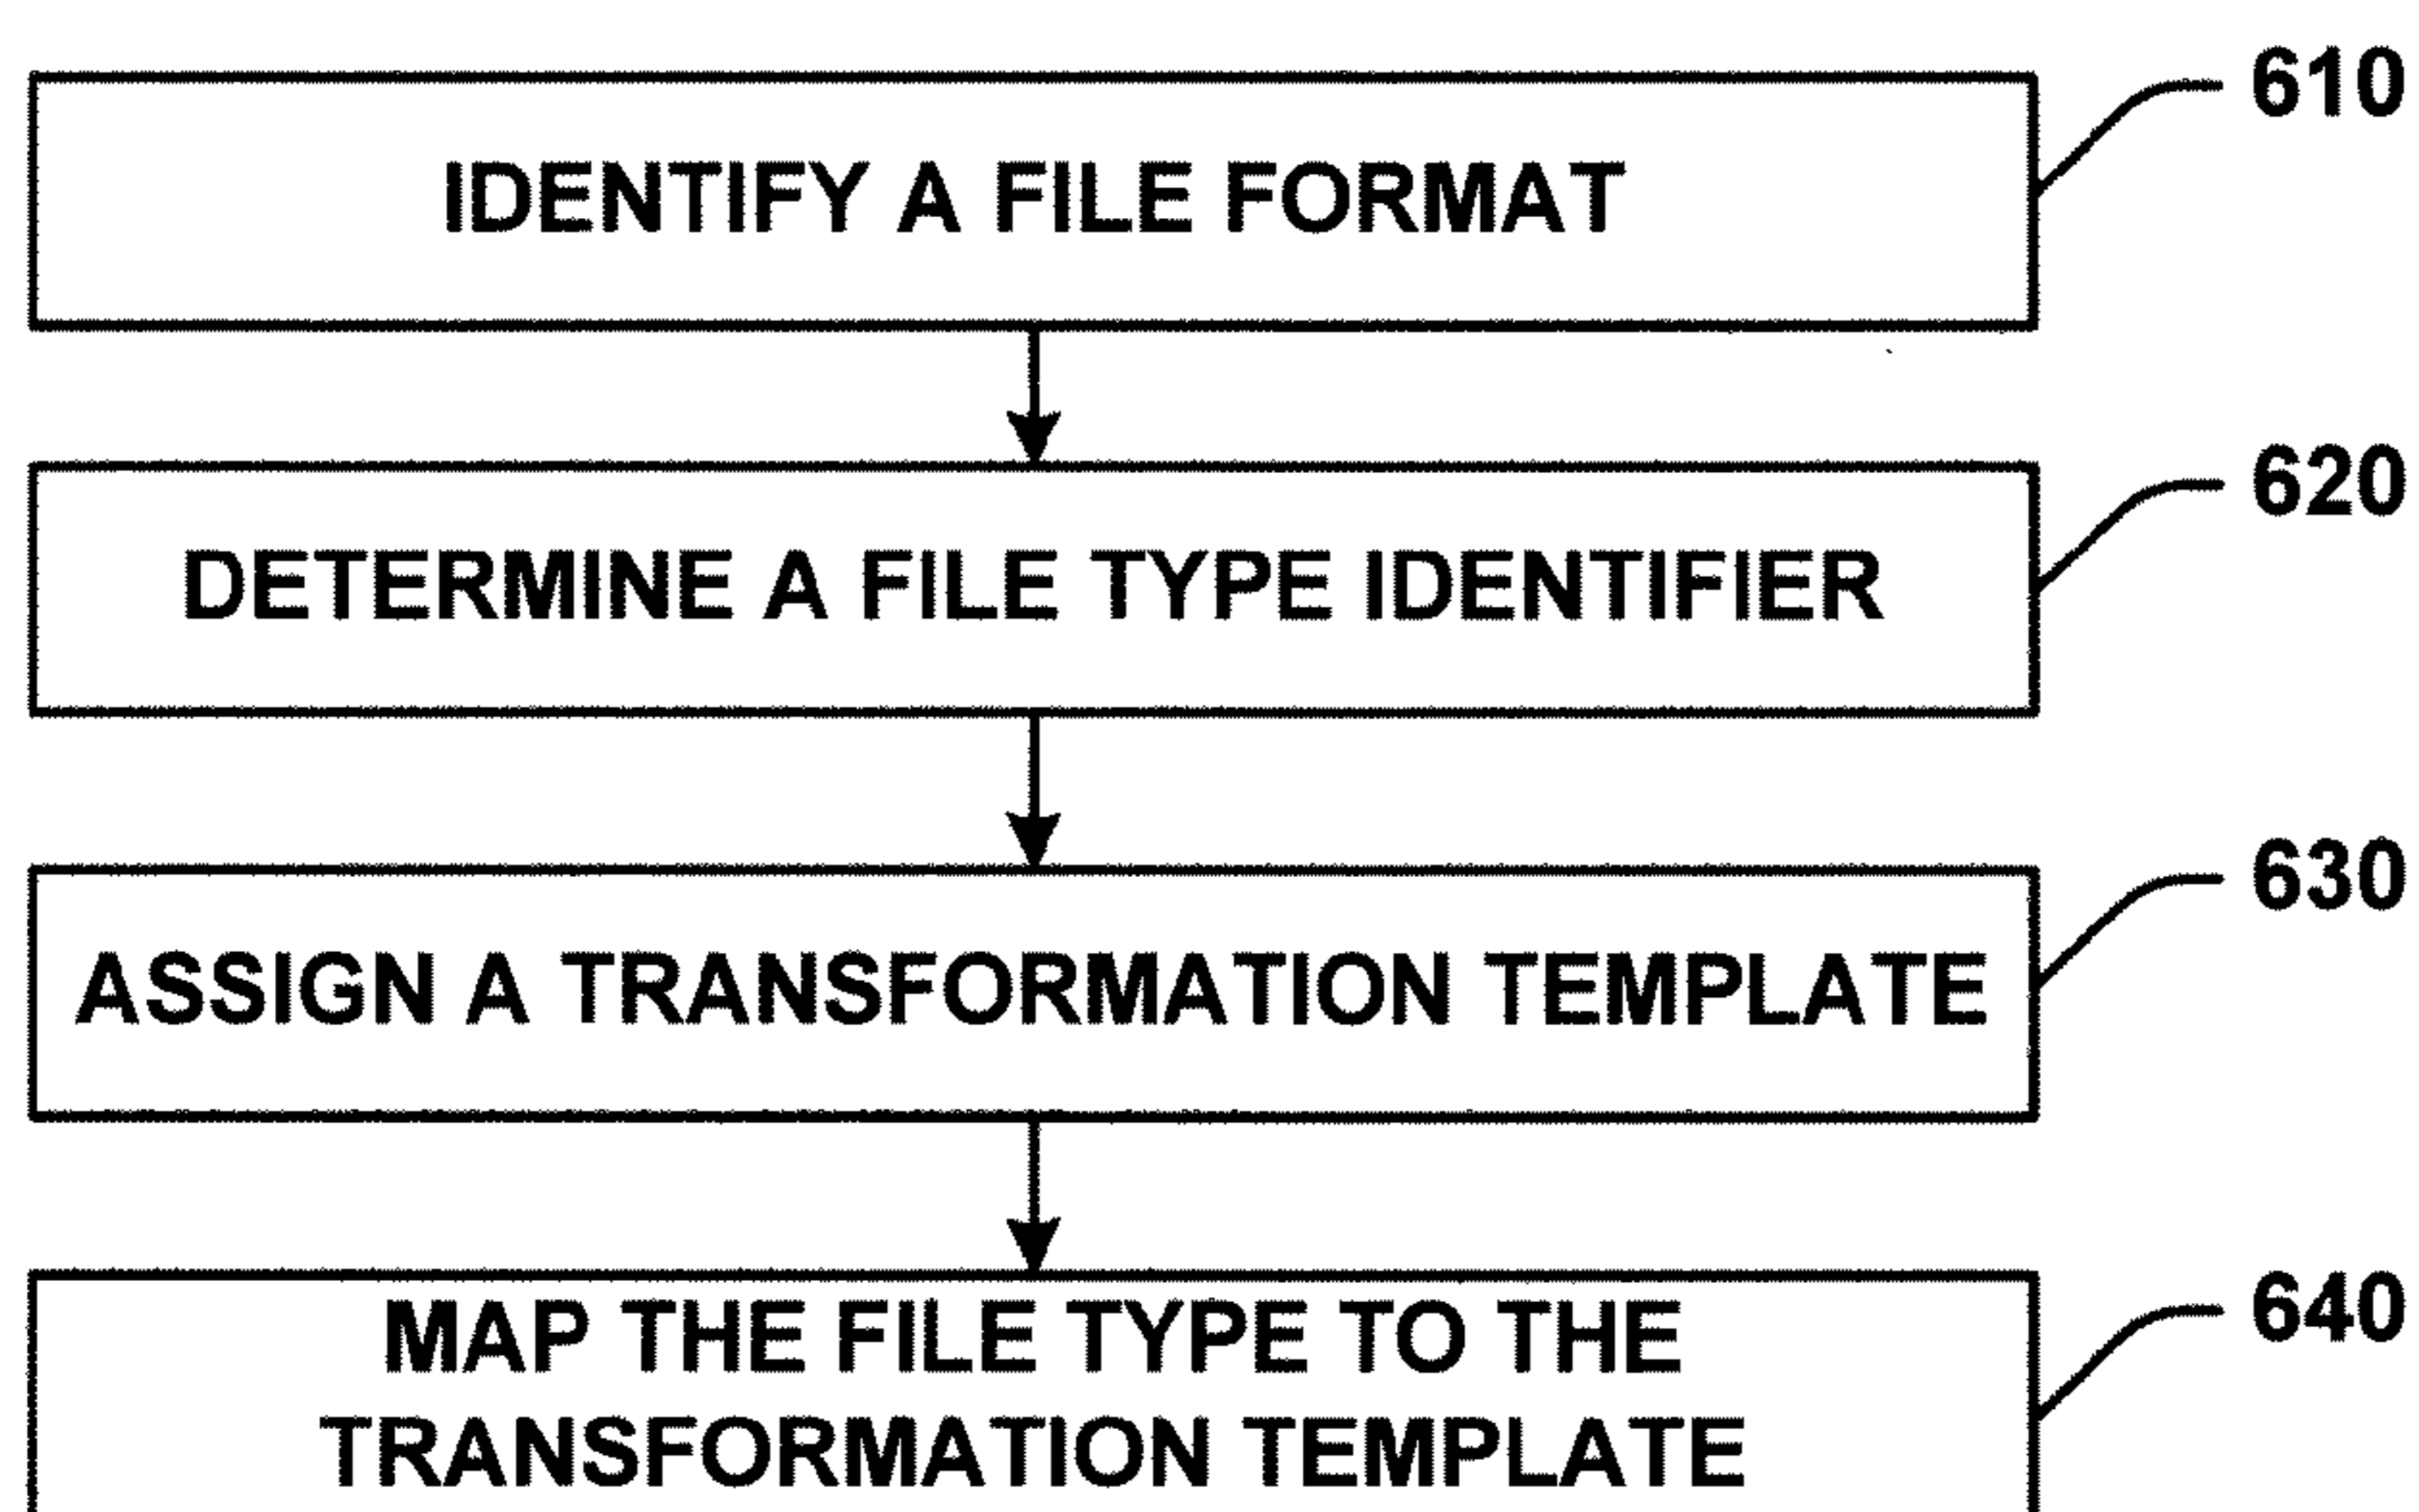 610
IDENTIFY A FILE FORMAT
620
DETERMINE A FILE TYPE IDENTIFIER
630
ASSIGN A TRANSFORMATION TEMPLATE
640
MAP THE FILE TYPE TO THE
TRANSFORMATION TEMPLATE